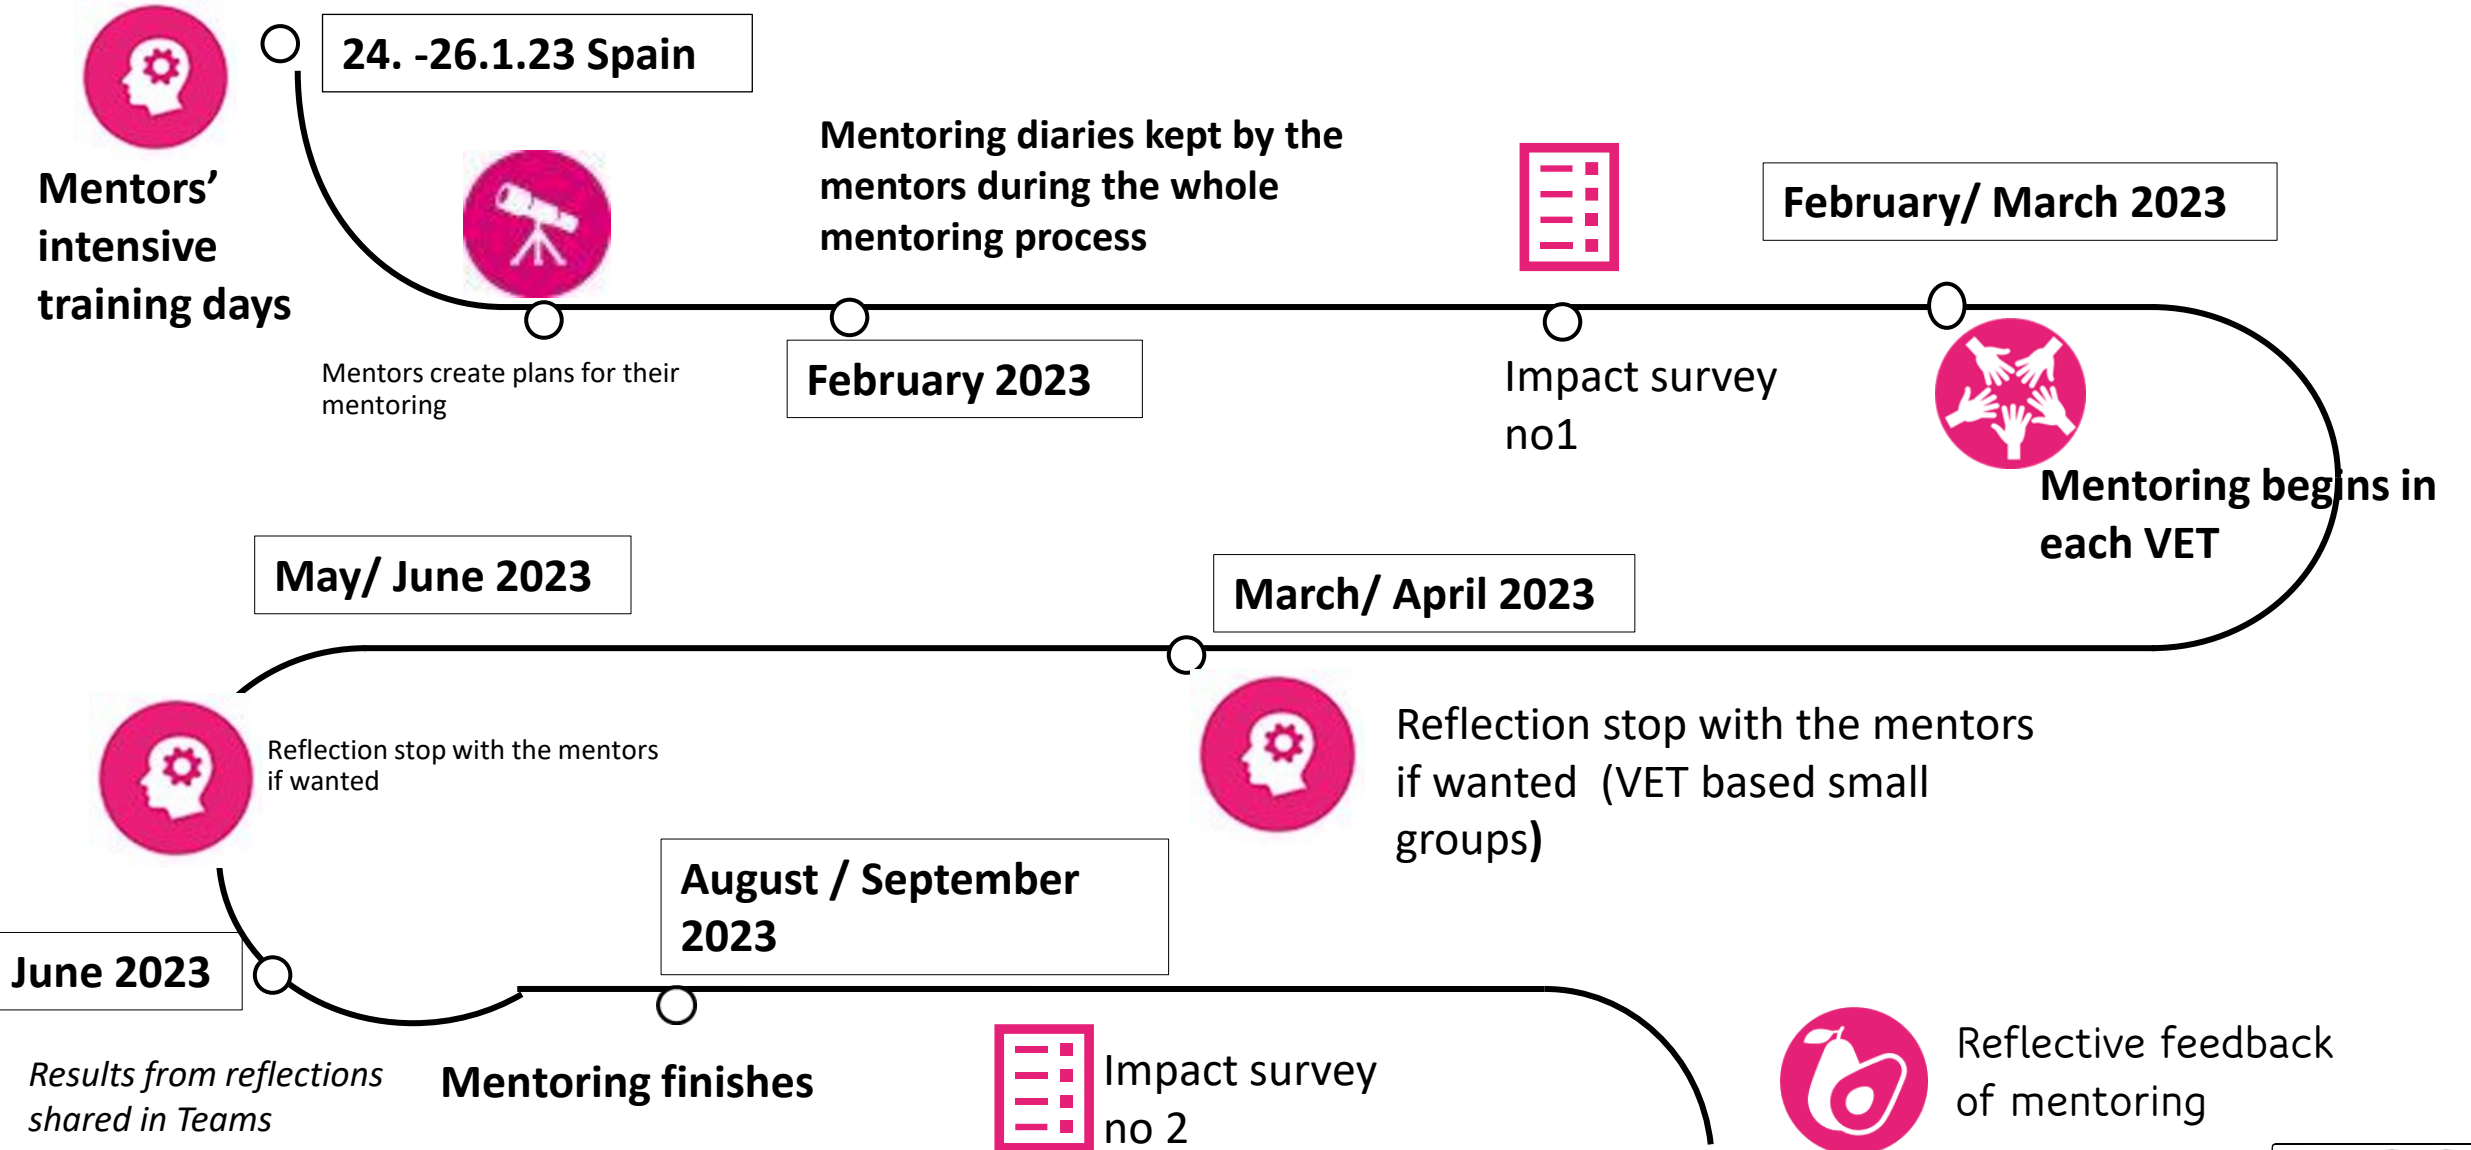 24. -26.1.23 Spain
Mentors’
intensive
training days
Mentors create plans for their
mentoring
Mentoring diaries kept by the
mentors during the whole
mentoring process
February 2023
Impact survey
no1
February/ March 2023
Mentoring begins in
each VET
March/ April 2023
Reflection stop with the mentors
if wanted  (VET based small
groups)
May/ June 2023
Reflection stop with the mentors
if wanted
June 2023
Results from reflections
shared in Teams
August / September
2023
Mentoring finishes
Impact survey
no 2
Reflective feedback
of mentoring